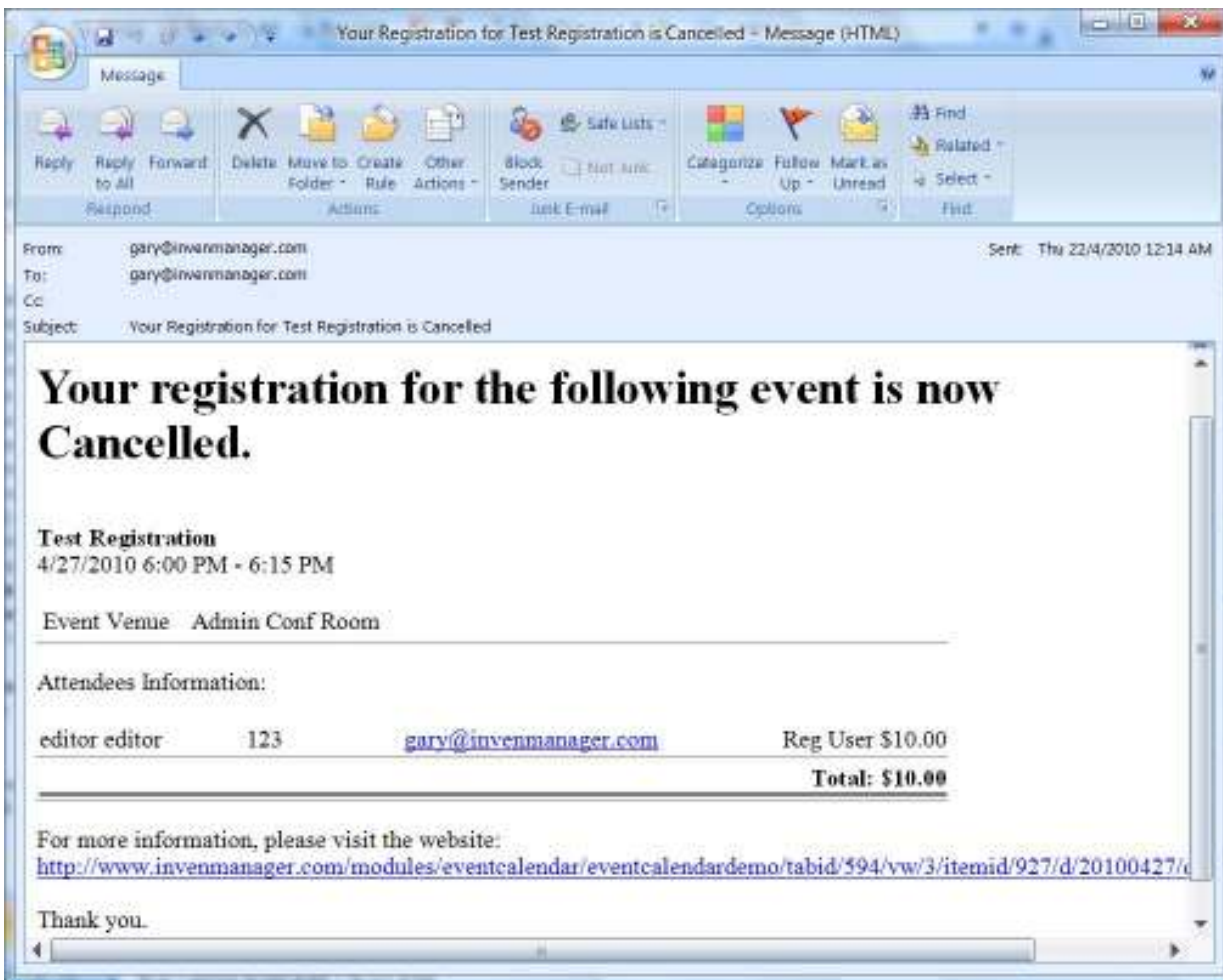 Your Registration for Test Registration is Cancelled - Message (HTML)
Message
Reply Reply to All Forward Delete Move to Folder Create Rule Other Actions Block Sender Safe Lists Not Junk Categorize Follow Up Mark as Unread Find Related Select
Respond Actions Junk E-mail Options Find
From: gary@invenmanager.com Sent: Thu 22/4/2010 12:14 AM
To: gary@invenmanager.com
Cc:
Subject: Your Registration for Test Registration is Cancelled
Your registration for the following event is now
Cancelled.
Test Registration
4/27/2010 6:00 PM - 6:15 PM
Event Venue Admin Conf Room
Attendees Information:
editor editor 123 gary@invenmanager.com Reg User $10.00
Total: $10.00
For more information, please visit the website:
http://www.invenmanager.com/modules/eventcalendar/eventcalendardemo/tabid/594/vw/3/itemid/927/d/20100427/
Thank you.